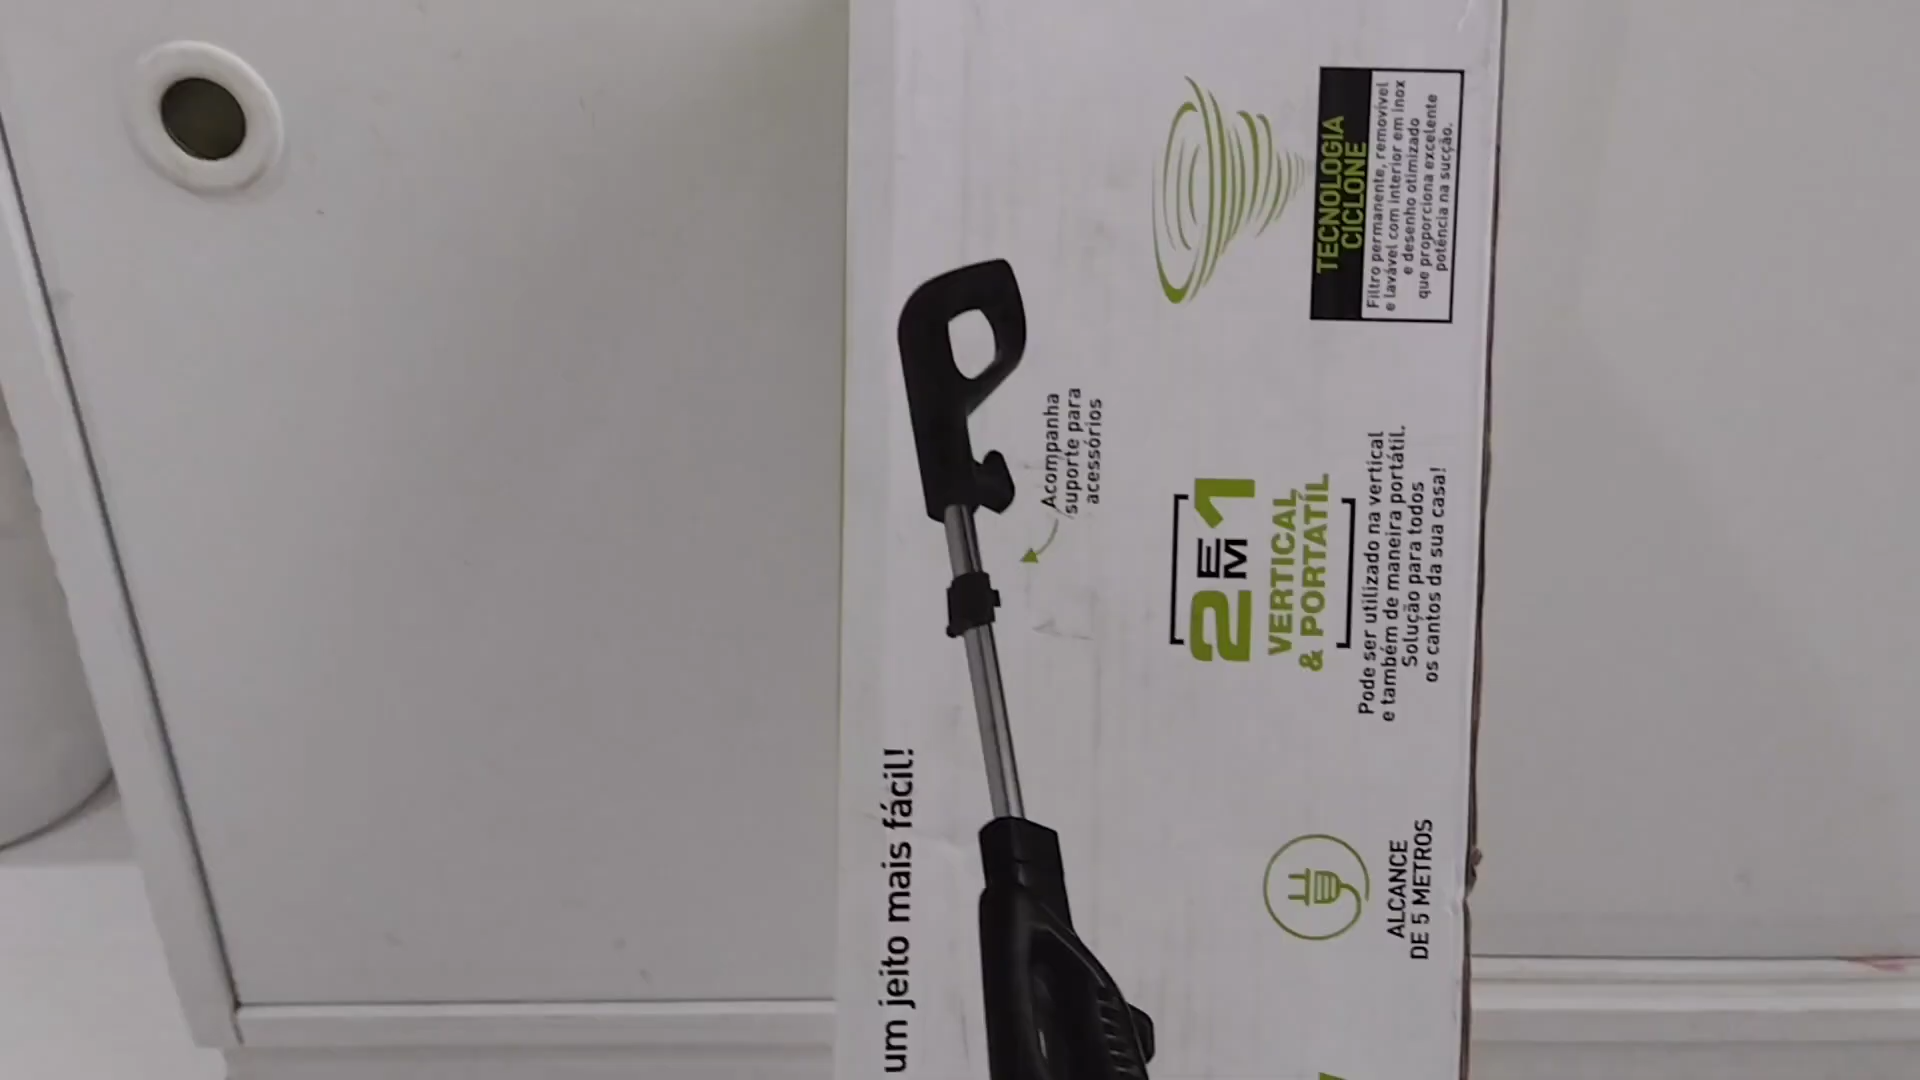 um jeito mais fácil!
Acompanha
suporte para
acessórios
ALCANCE
DE 5 METROS
2 EM 1
VERTICAL
& PORTÁTIL
Pode ser utilizado na vertical
e também de maneira portátil.
Solução para todos
os cantos da sua casa!
TECNOLOGIA
CICLONE
Filtro permanente, removível
e lavável com interior em inox
e desenho otimizado
que proporciona excelente
potência na sucção.